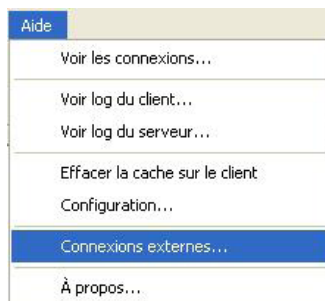 Aide
Voir les connexions...
Voir log du client...
Voir log du serveur...
Effacer la cache sur le client
Configuration...
Connexions externes...
À propos...